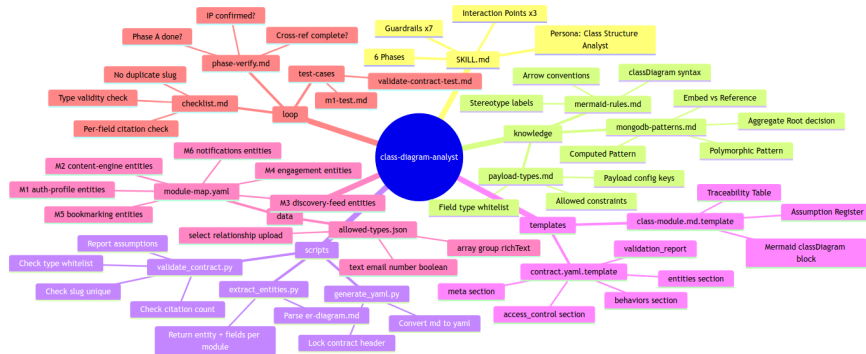 class-diagram-analyst
SKILL.md
Guardrails x7
Interaction Points x3
Persona: Class Structure
Analyst
6 Phases
knowledge
mermaid-rules.md
Arrow conventions
classDiagram syntax
Stereotype labels
mongodb-patterns.md
Embed vs Reference
Aggregate Root decision
Polymorphic Pattern
Computed Pattern
payload-types.md
Payload config keys
Allowed constraints
Field type whitelist
templates
class-module.md.template
Traceability Table
Assumption Register
Mermaid classDiagram
block
contract.yaml.template
validation_report
entities section
behaviors section
access_control section
meta section
scripts
validate_contract.py
Report assumptions
Check type whitelist
Check slug unique
Check citation count
extract_entities.py
Parse er-diagram.md
Return entity + fields per
module
generate_yaml.py
Convert md to yaml
Lock contract header
data
module-map.yaml
M6 notifications entities
M2 content-engine entities
M4 engagement entities
M1 auth-profile entities
M3 discovery-feed entities
M5 bookmarking entities
allowed-types.json
select relationship upload
array group richText
text email number boolean
loop
phase-verify.md
IP confirmed?
Phase A done?
Cross-ref complete?
test-cases
validate-contract-test.md
m1-test.md
checklist.md
No duplicate slug
Type validity check
Per-field citation check